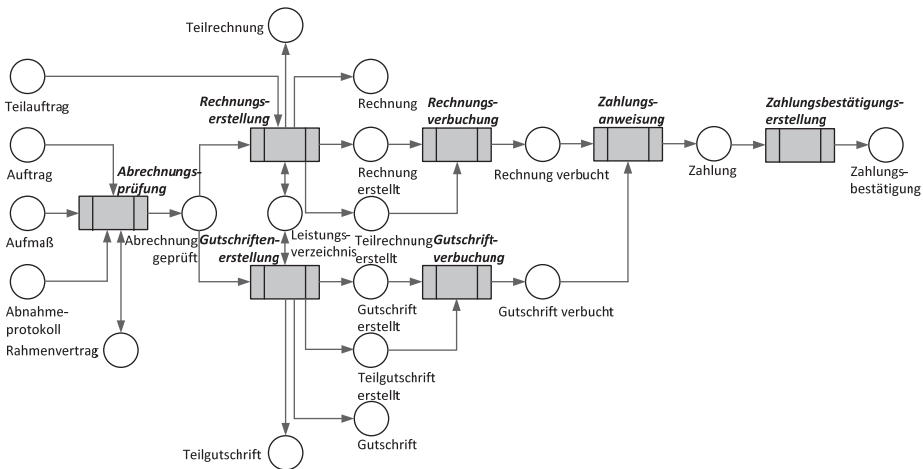 Teilrechnung
Teilauftrag
Rechnungs-
erstellung
Rechnung
Rechnungs-
verbuchung
Zahlungs-
anweisung
Zahlungsbestätigungs-
erstellung
Auftrag
Abrechnungs-
prüfung
Rechnung
erstellt
Rechnung verbucht
Zahlung
Zahlungs-
bestätigung
Aufmaß
Abrechnung
geprüft
Gutschriften-
erstellung
Leistungs-
verzeichnis
Teilrechnung
erstellt
Gutschrift-
verbuchung
Abnahme-
protokoll
Rahmenvertrag
Gutschrift
erstellt
Gutschrift verbucht
Teilgutschrift
erstellt
Gutschrift
Teilgutschrift